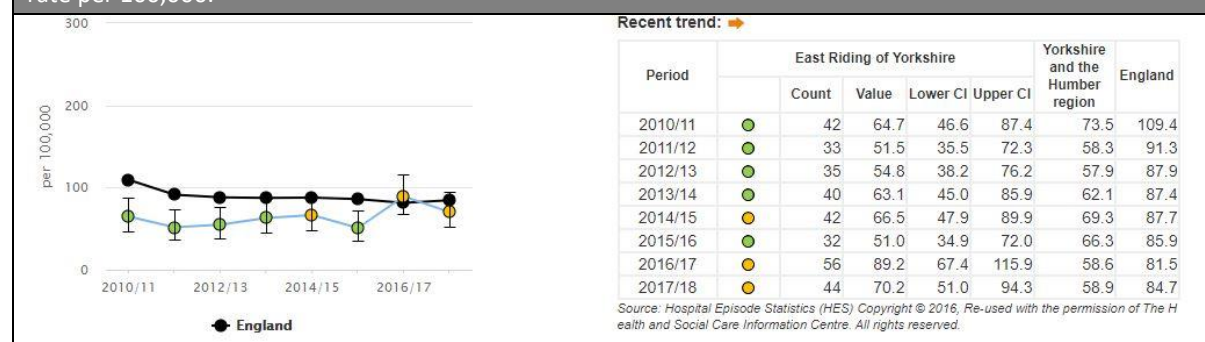 rate per 100,000.
300
200
100
0
per 100,000
2010/11 2012/13 2014/15 2016/17
England
Recent trend:
Period East Riding of Yorkshire Yorkshire and the Humber region England
Count Value Lower CI Upper CI
2010/11 42 64.7 46.6 87.4 73.5 109.4
2011/12 33 51.5 35.5 72.3 58.3 91.3
2012/13 35 54.8 38.2 76.2 57.9 87.9
2013/14 40 63.1 45.0 85.9 62.1 87.4
2014/15 42 66.5 47.9 89.9 69.3 87.7
2015/16 32 51.0 34.9 72.0 66.3 85.9
2016/17 56 89.2 67.4 115.9 58.6 81.5
2017/18 44 70.2 51.0 94.3 58.9 84.7
Source: Hospital Episode Statistics (HES) Copyright © 2016, Re-used with the permission of The H
ealth and Social Care Information Centre. All rights reserved.